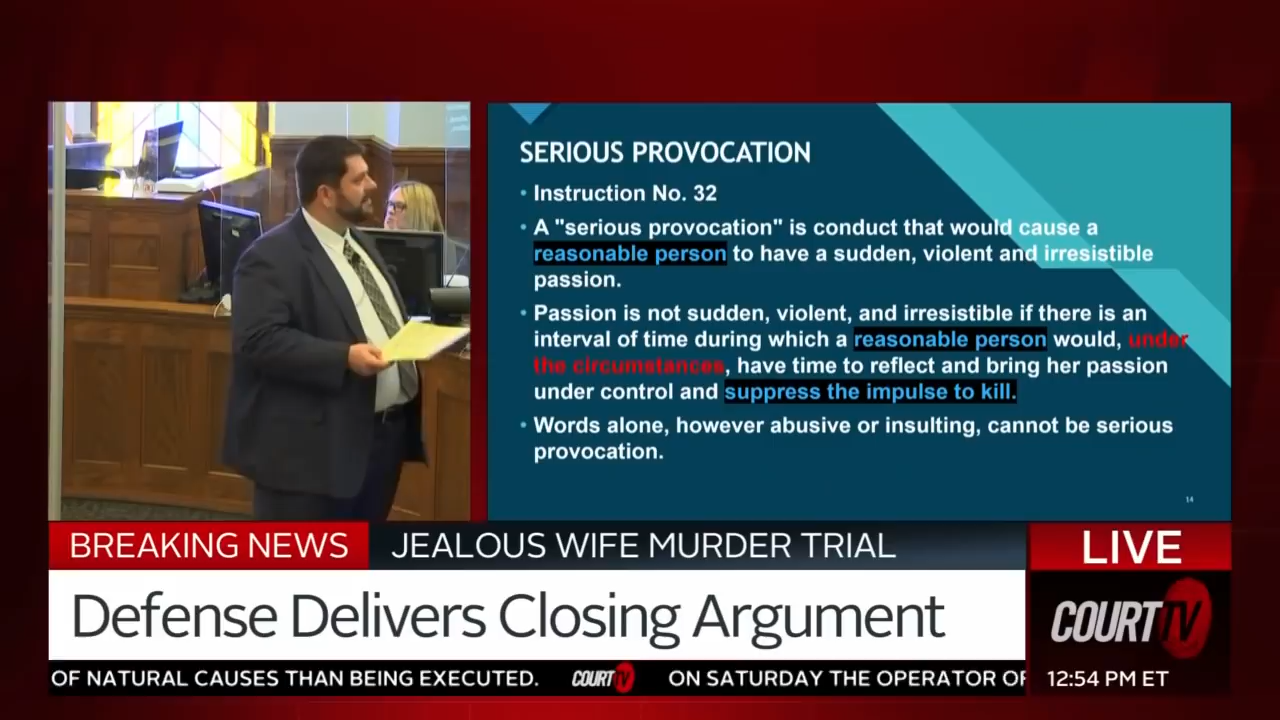 SERIOUS PROVOCATION
• Instruction No. 32
• A "serious provocation" is conduct that would cause a
reasonable person to have a sudden, violent and irresistible
passion.
• Passion is not sudden, violent, and irresistible if there is an
interval of time during which a reasonable person would, under
the circumstances, have time to reflect and bring her passion
under control and suppress the impulse to kill.
• Words alone, however abusive or insulting, cannot be serious
provocation.
14
BREAKING NEWS
JEALOUS WIFE MURDER TRIAL
LIVE
Defense Delivers Closing Argument
COURT TV
OF NATURAL CAUSES THAN BEING EXECUTED. COURT TV ON SATURDAY THE OPERATOR OF
12:54 PM ET